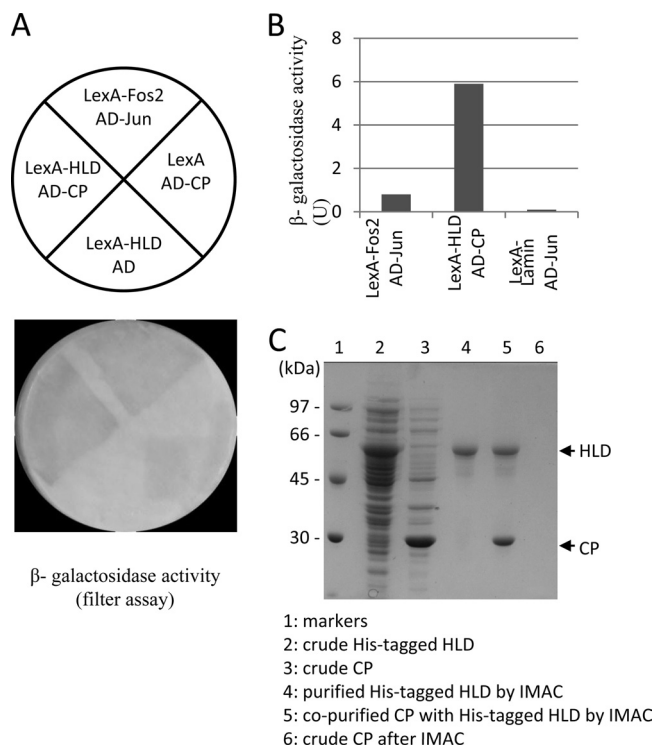 A
LexA-Fos2
AD-Jun
LexA-HLD
AD-CP
LexA
AD-CP
LexA-HLD
AD
β- galactosidase activity
(filter assay)
B
β- galactosidase activity
(U)
8
6
4
2
0
LexA-Fos2
AD-Jun
LexA-HLD
AD-CP
LexA-
Lamin
AD-Jun
C
(kDa)
1 2 3 4 5 6
97 -
66 -
45 -
30 -
HLD
CP
1: markers
2: crude His-tagged HLD
3: crude CP
4: purified His-tagged HLD by IMAC
5: co-purified CP with His-tagged HLD by IMAC
6: crude CP after IMAC